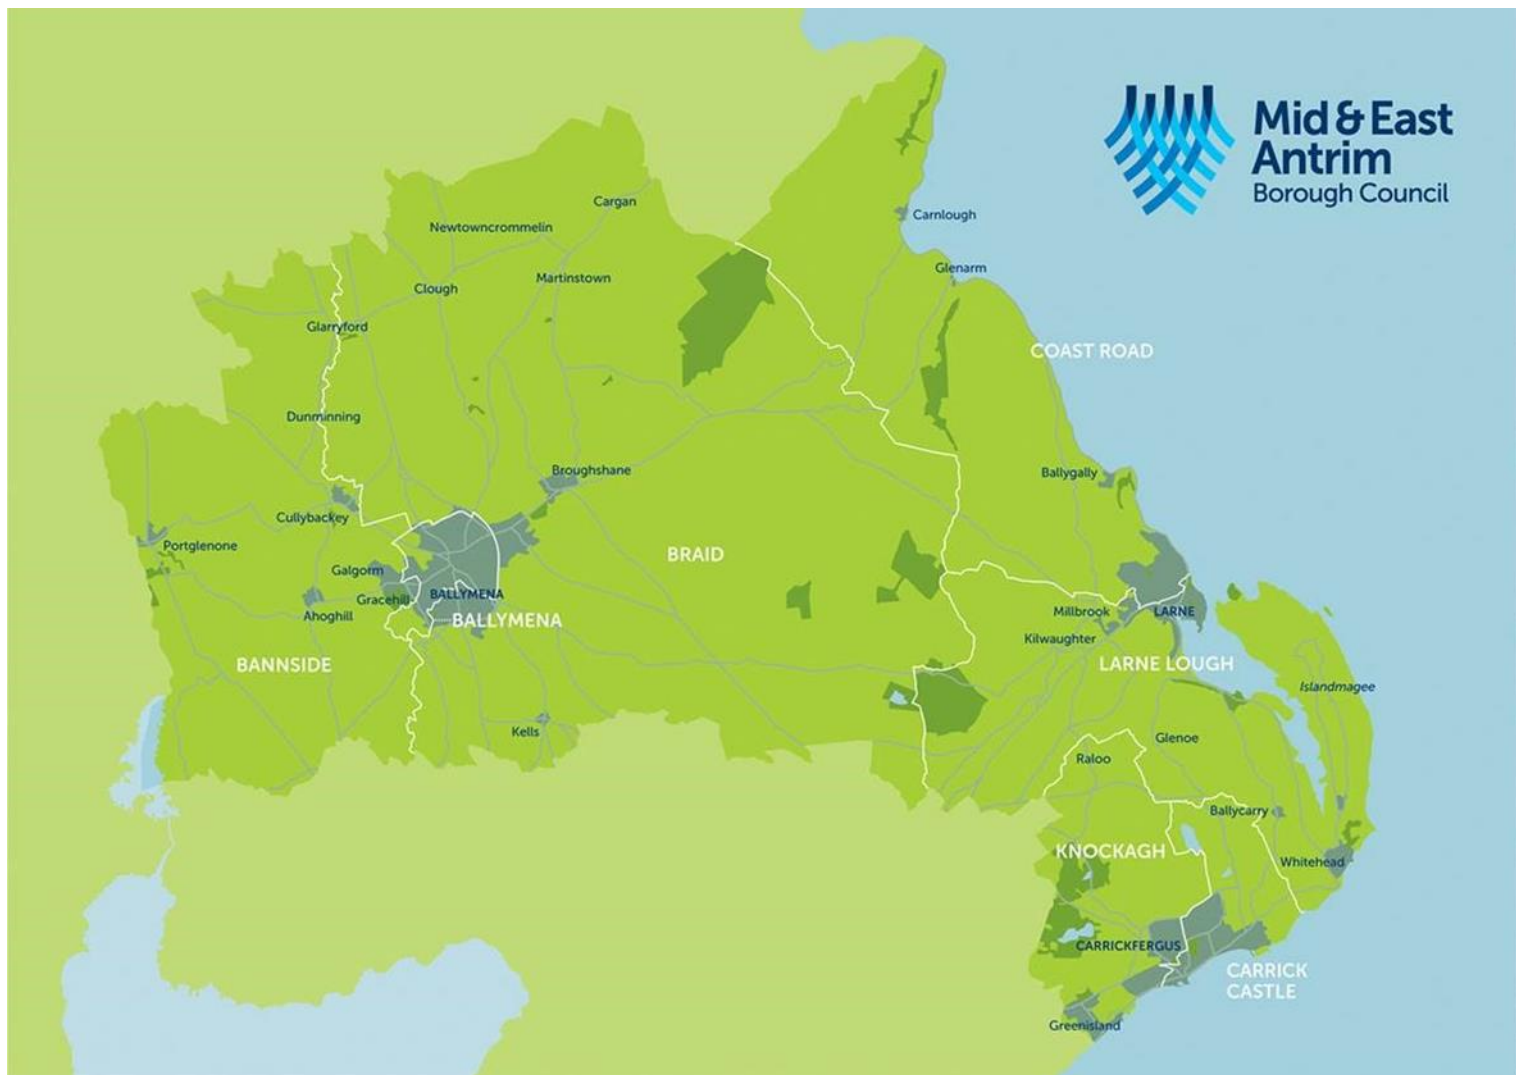 Mid & East
Antrim
Borough Council
Cargan
Carnlough
Newtowncrommelin
Glenarm
Martinstown
Clough
Glarryford
COAST ROAD
Dunminning
Broughshane
Ballygally
Cullybackey
Portglenone
BRAID
Galgorm
BALLYMENA
Gracehill
Ahoghill
BALLYMENA
Millbrook
LARNE
Kilwaughter
BANNSIDE
LARNE LOUGH
Islandmagee
Kells
Glenoe
Raloo
Ballycarry
KNOCKAGH
Whitehead
CARRICKFERGUS
CARRICK
CASTLE
Greenisland